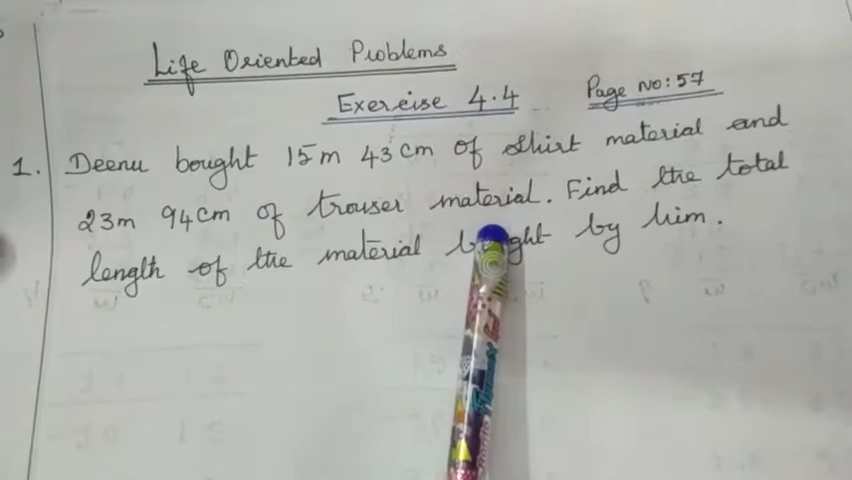 Life Oriented Problems
Exercise 4.4
Page No: 57
1. Deenu bought 15m 43cm of shirt material and
23m 94cm of trouser material. Find the total
length of the material by him.